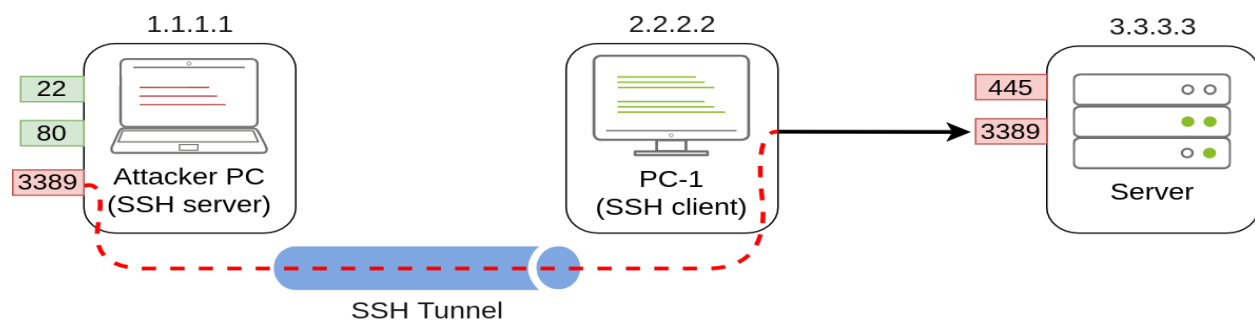 1.1.1.1
2.2.2.2
3.3.3.3
22
80
3389
Attacker PC
(SSH server)
PC-1
(SSH client)
445
3389
Server
SSH Tunnel